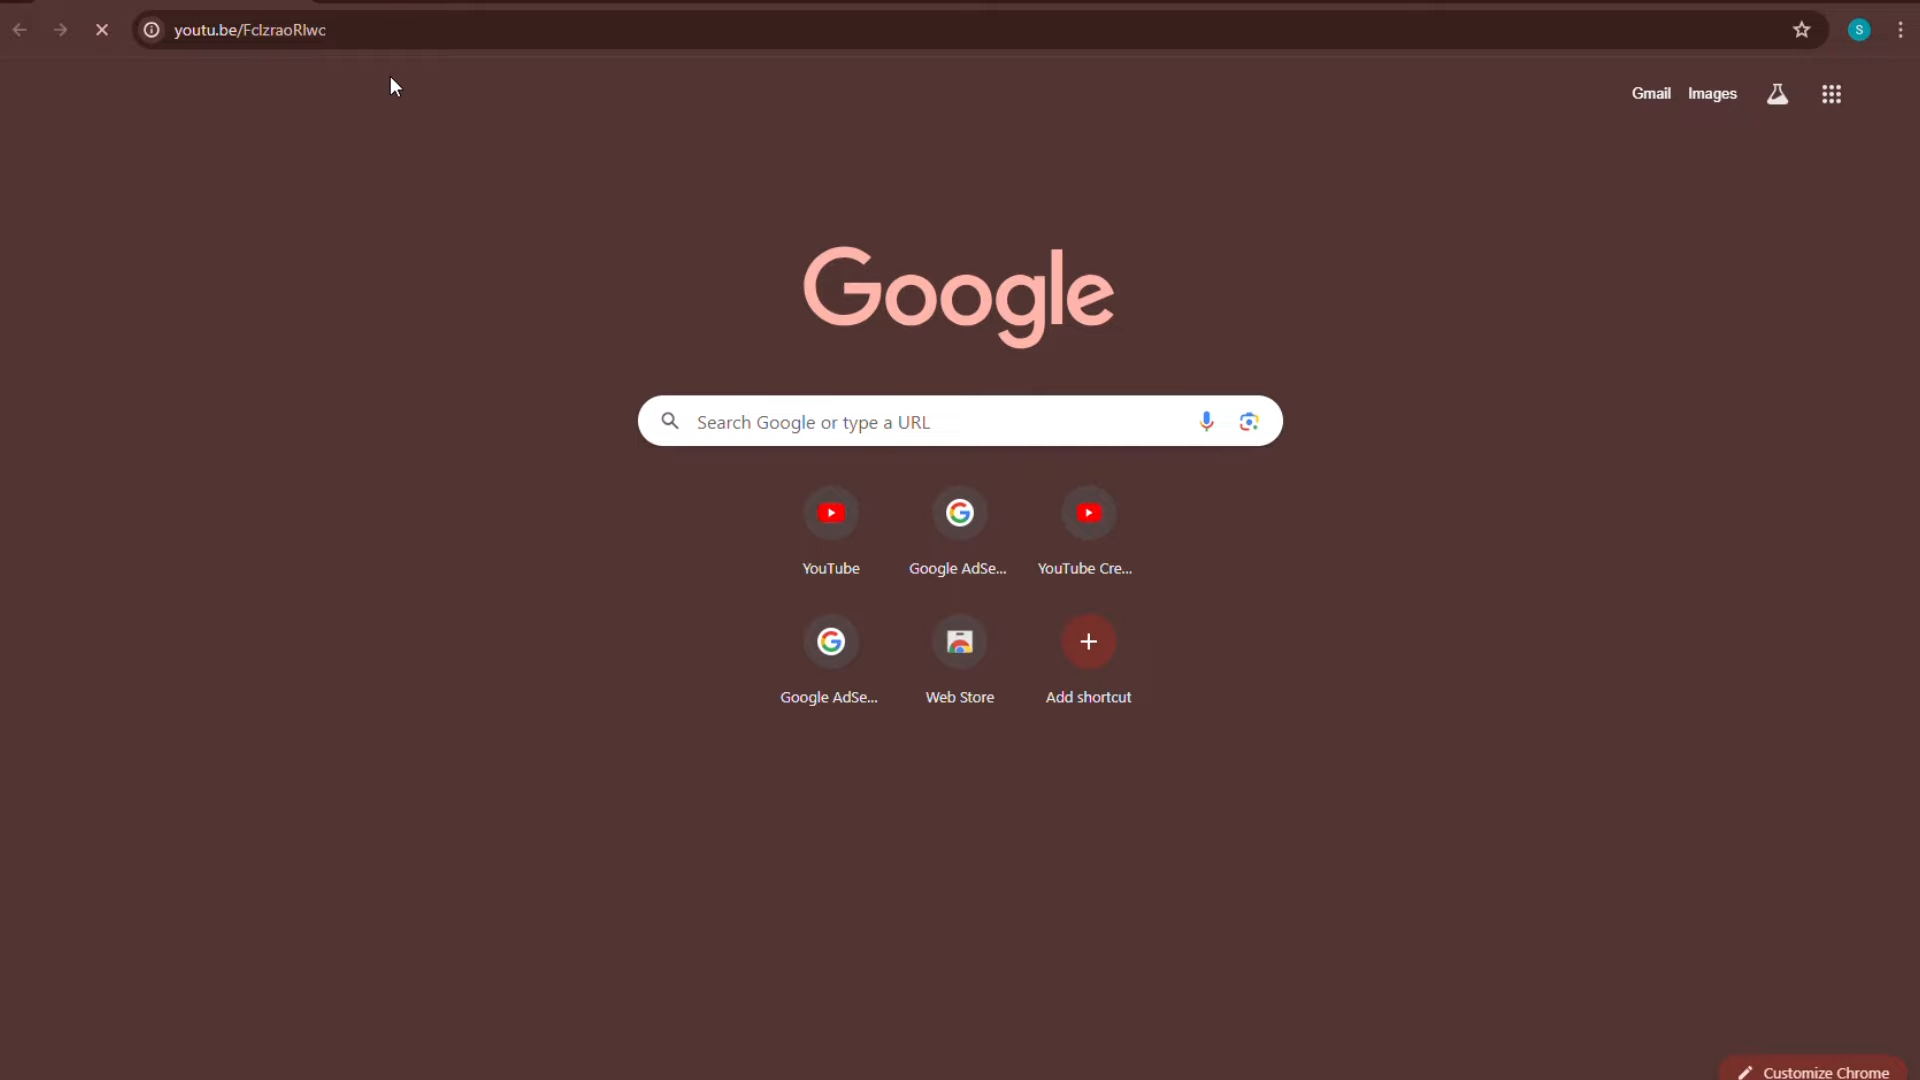 youtu.be/FclzraoRlwc
S
Gmail Images
Google
Search Google or type a URL
YouTube
Google AdSe...
YouTube Cre...
Google AdSe...
Web Store
Add shortcut
Customize Chrome